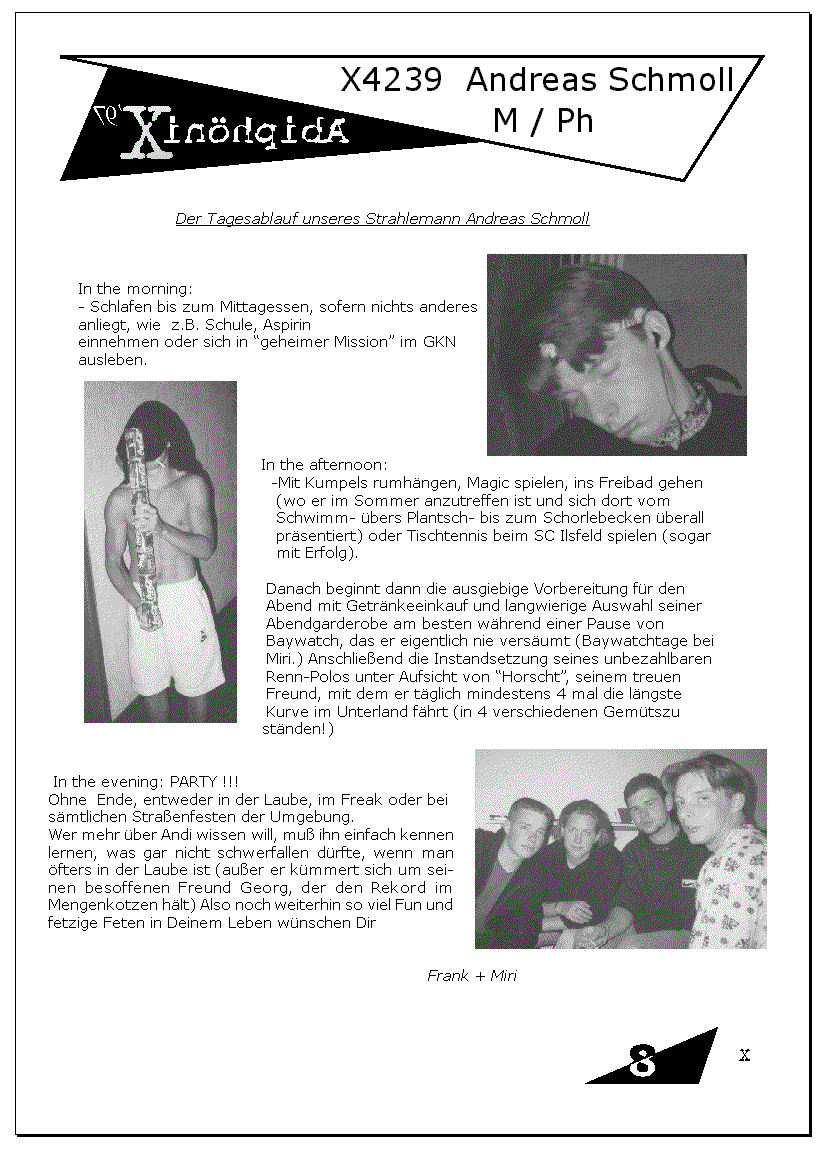 X4239 Andreas Schmoll
M / Ph
AbiphöniX '97
Der Tagesablauf unseres Strahlemann Andreas Schmoll
In the morning:
- Schlafen bis zum Mittagessen, sofern nichts anderes
anliegt, wie z.B. Schule, Aspirin
einnehmen oder sich in “geheimer Mission” im GKN
ausleben.
In the afternoon:
-Mit Kumpels rumhängen, Magic spielen, ins Freibad gehen
(wo er im Sommer anzutreffen ist und sich dort vom
Schwimm- übers Plantsch- bis zum Schorlebecken überall
präsentiert) oder Tischtennis beim SC Ilsfeld spielen (sogar
mit Erfolg).
Danach beginnt dann die ausgiebige Vorbereitung für den
Abend mit Getränkeeinkauf und langwierige Auswahl seiner
Abendgarderobe am besten während einer Pause von
Baywatch, das er eigentlich nie versäumt (Baywatchtage bei
Miri.) Anschließend die Instandsetzung seines unbezahlbaren
Renn-Polos unter Aufsicht von “Horscht”, seinem treuen
Freund, mit dem er täglich mindestens 4 mal die längste
Kurve im Unterland fährt (in 4 verschiedenen Gemütszu
ständen!)
In the evening: PARTY !!!
Ohne Ende, entweder in der Laube, im Freak oder bei
sämtlichen Straßenfesten der Umgebung.
Wer mehr über Andi wissen will, muß ihn einfach kennen
lernen, was gar nicht schwerfallen dürfte, wenn man
öfters in der Laube ist (außer er kümmert sich um sei-
nen besoffenen Freund Georg, der den Rekord im
Mengenkotzen hält) Also noch weiterhin so viel Fun und
fetzige Feten in Deinem Leben wünschen Dir
Frank + Miri
8
X